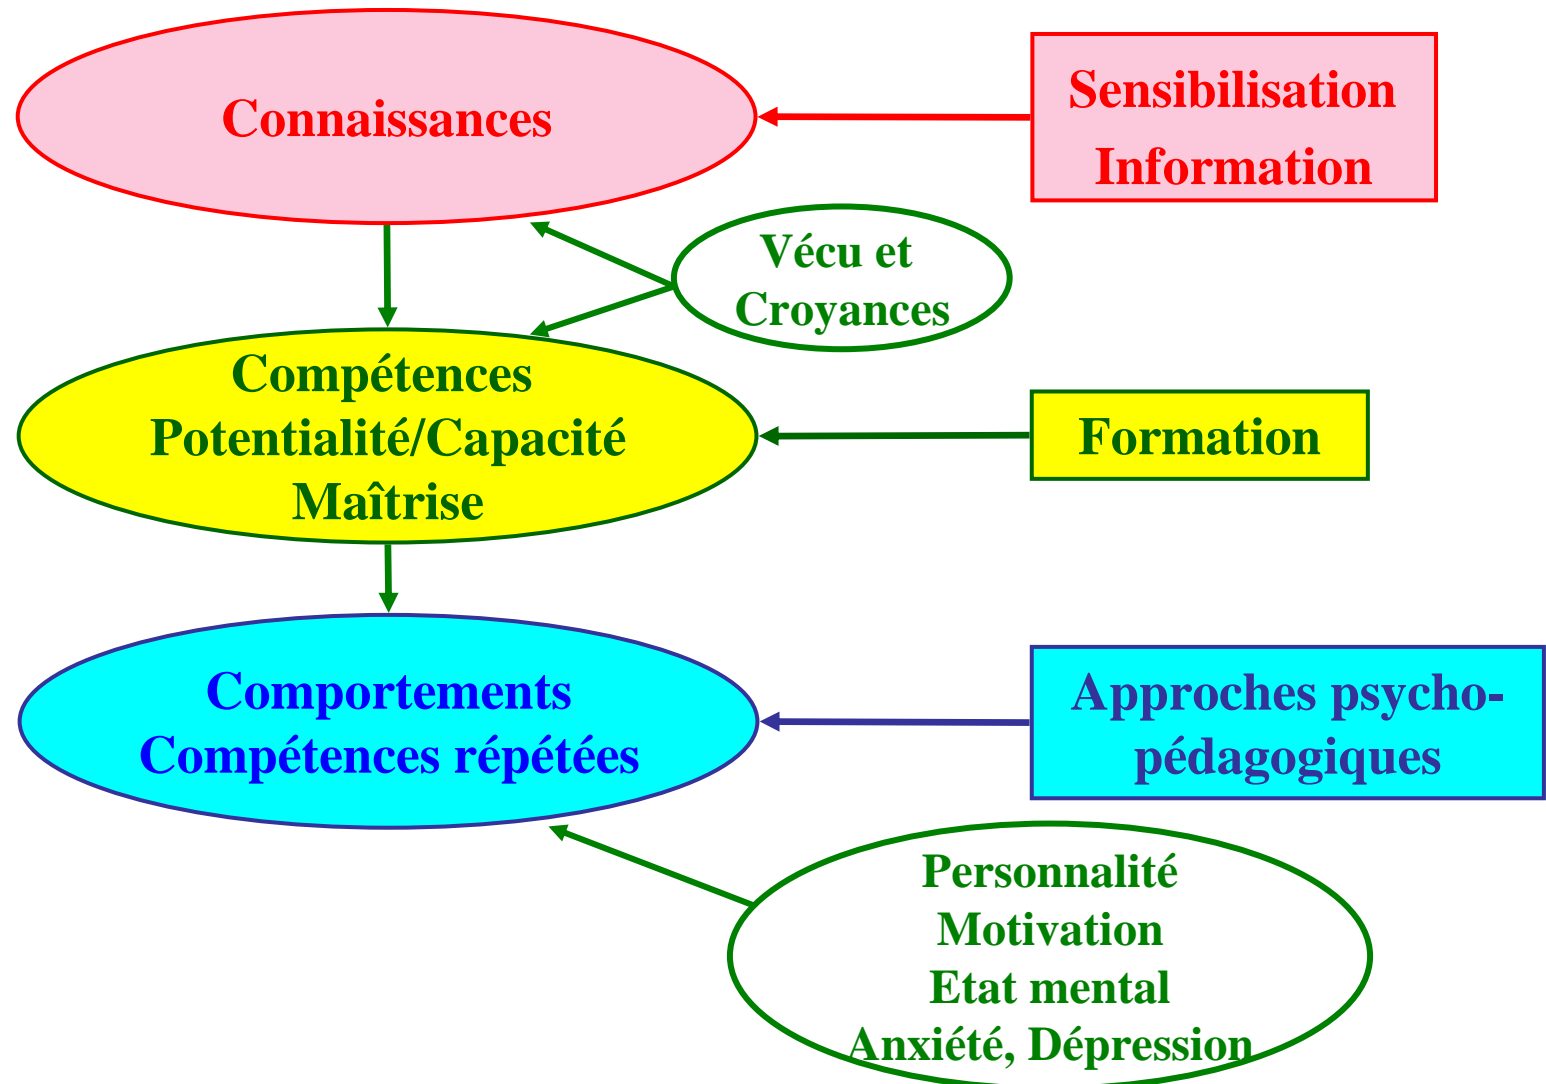 Connaissances
Sensibilisation
Information
Vécu et
Croyances
Compétences
Potentialité/Capacité
Maîtrise
Formation
Comportements
Compétences répétées
Approches psycho-
pédagogiques
Personnalité
Motivation
Etat mental
Anxiété, Dépression